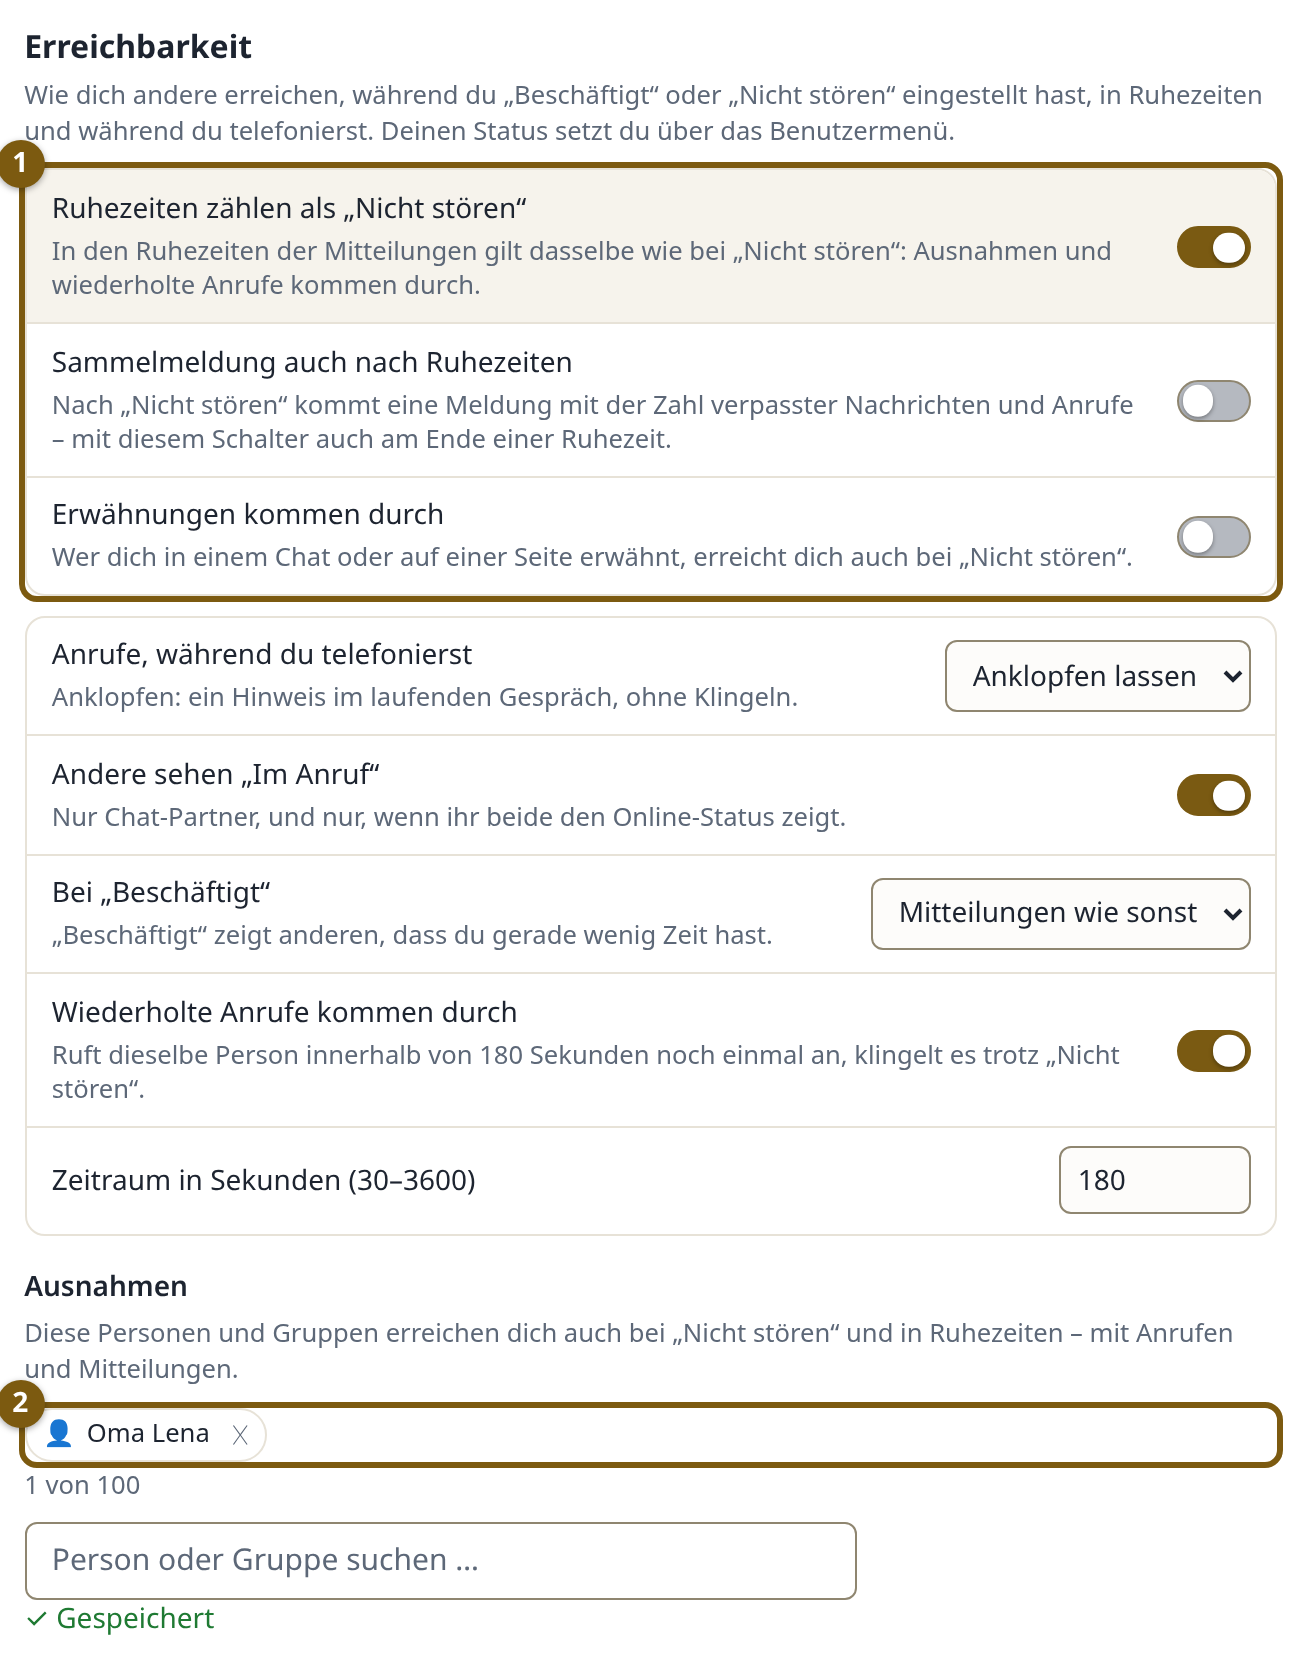 Erreichbarkeit
Wie dich andere erreichen, während du „Beschäftigt“ oder „Nicht stören“ eingestellt hast, in Ruhezeiten
und während du telefonierst. Deinen Status setzt du über das Benutzermenü.
1
Ruhezeiten zählen als „Nicht stören“
In den Ruhezeiten der Mitteilungen gilt dasselbe wie bei „Nicht stören“: Ausnahmen und
wiederholte Anrufe kommen durch.
Sammelmeldung auch nach Ruhezeiten
Nach „Nicht stören“ kommt eine Meldung mit der Zahl verpasster Nachrichten und Anrufe
– mit diesem Schalter auch am Ende einer Ruhezeit.
Erwähnungen kommen durch
Wer dich in einem Chat oder auf einer Seite erwähnt, erreicht dich auch bei „Nicht stören“.
Anrufe, während du telefonierst
Anklopfen lassen
Anklopfen: ein Hinweis im laufenden Gespräch, ohne Klingeln.
Andere sehen „Im Anruf“
Nur Chat-Partner, und nur, wenn ihr beide den Online-Status zeigt.
Bei „Beschäftigt“
Mitteilungen wie sonst
„Beschäftigt“ zeigt anderen, dass du gerade wenig Zeit hast.
Wiederholte Anrufe kommen durch
Ruft dieselbe Person innerhalb von 180 Sekunden noch einmal an, klingelt es trotz „Nicht
stören“.
Zeitraum in Sekunden (30–3600)
180
Ausnahmen
Diese Personen und Gruppen erreichen dich auch bei „Nicht stören“ und in Ruhezeiten – mit Anrufen
und Mitteilungen.
2
👤 Oma Lena ╳
1 von 100
Person oder Gruppe suchen …
✓ Gespeichert